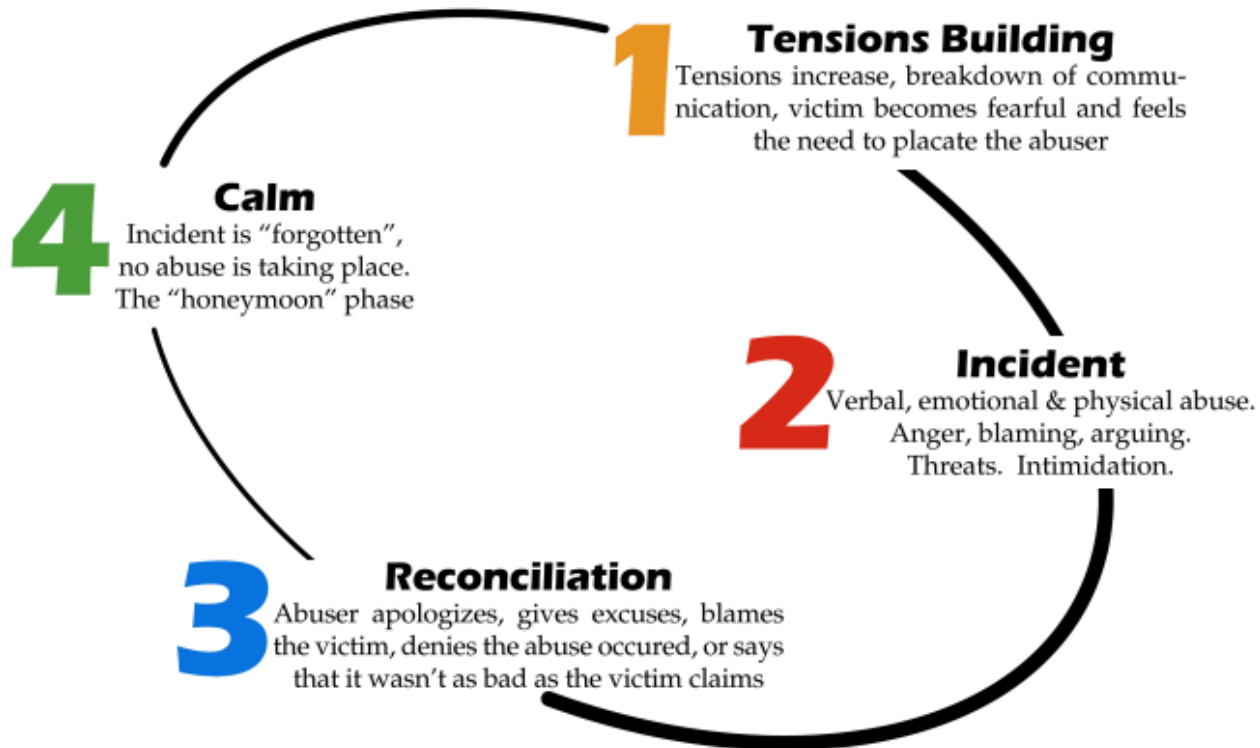 1
Tensions Building
Tensions increase, breakdown of commu-
nication, victim becomes fearful and feels
the need to placate the abuser
2
Incident
Verbal, emotional & physical abuse.
Anger, blaming, arguing.
Threats.  Intimidation.
3
Reconciliation
Abuser apologizes, gives excuses, blames
the victim, denies the abuse occured, or says
that it wasn’t as bad as the victim claims
4
Calm
Incident is “forgotten”,
no abuse is taking place.
The “honeymoon” phase